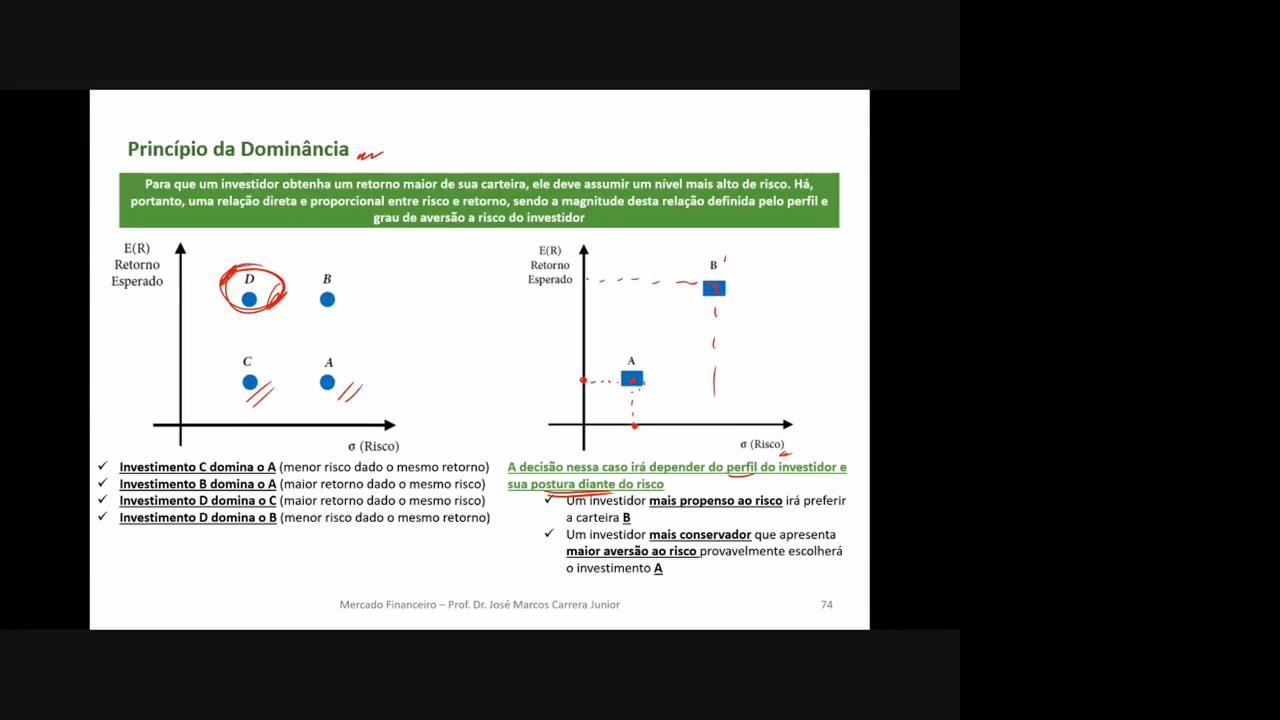 Princípio da Dominância
Para que um investidor obtenha um retorno maior de sua carteira, ele deve assumir um nível mais alto de risco. Há,
portanto, uma relação direta e proporcional entre risco e retorno, sendo a magnitude desta relação definida pelo perfil e
grau de aversão a risco do investidor
E(R)
Retorno
Esperado
D
B
C
A
σ (Risco)
E(R)
Retorno
Esperado
B
A
σ (Risco)
✓ Investimento C domina o A (menor risco dado o mesmo retorno)
✓ Investimento B domina o A (maior retorno dado o mesmo risco)
✓ Investimento D domina o C (maior retorno dado o mesmo risco)
✓ Investimento D domina o B (menor risco dado o mesmo retorno)
A decisão nessa caso irá depender do perfil do investidor e
sua postura diante do risco
✓ Um investidor mais propenso ao risco irá preferir
a carteira B
✓ Um investidor mais conservador que apresenta
maior aversão ao risco provavelmente escolherá
o investimento A
Mercado Financeiro – Prof. Dr. José Marcos Carrera Junior
74